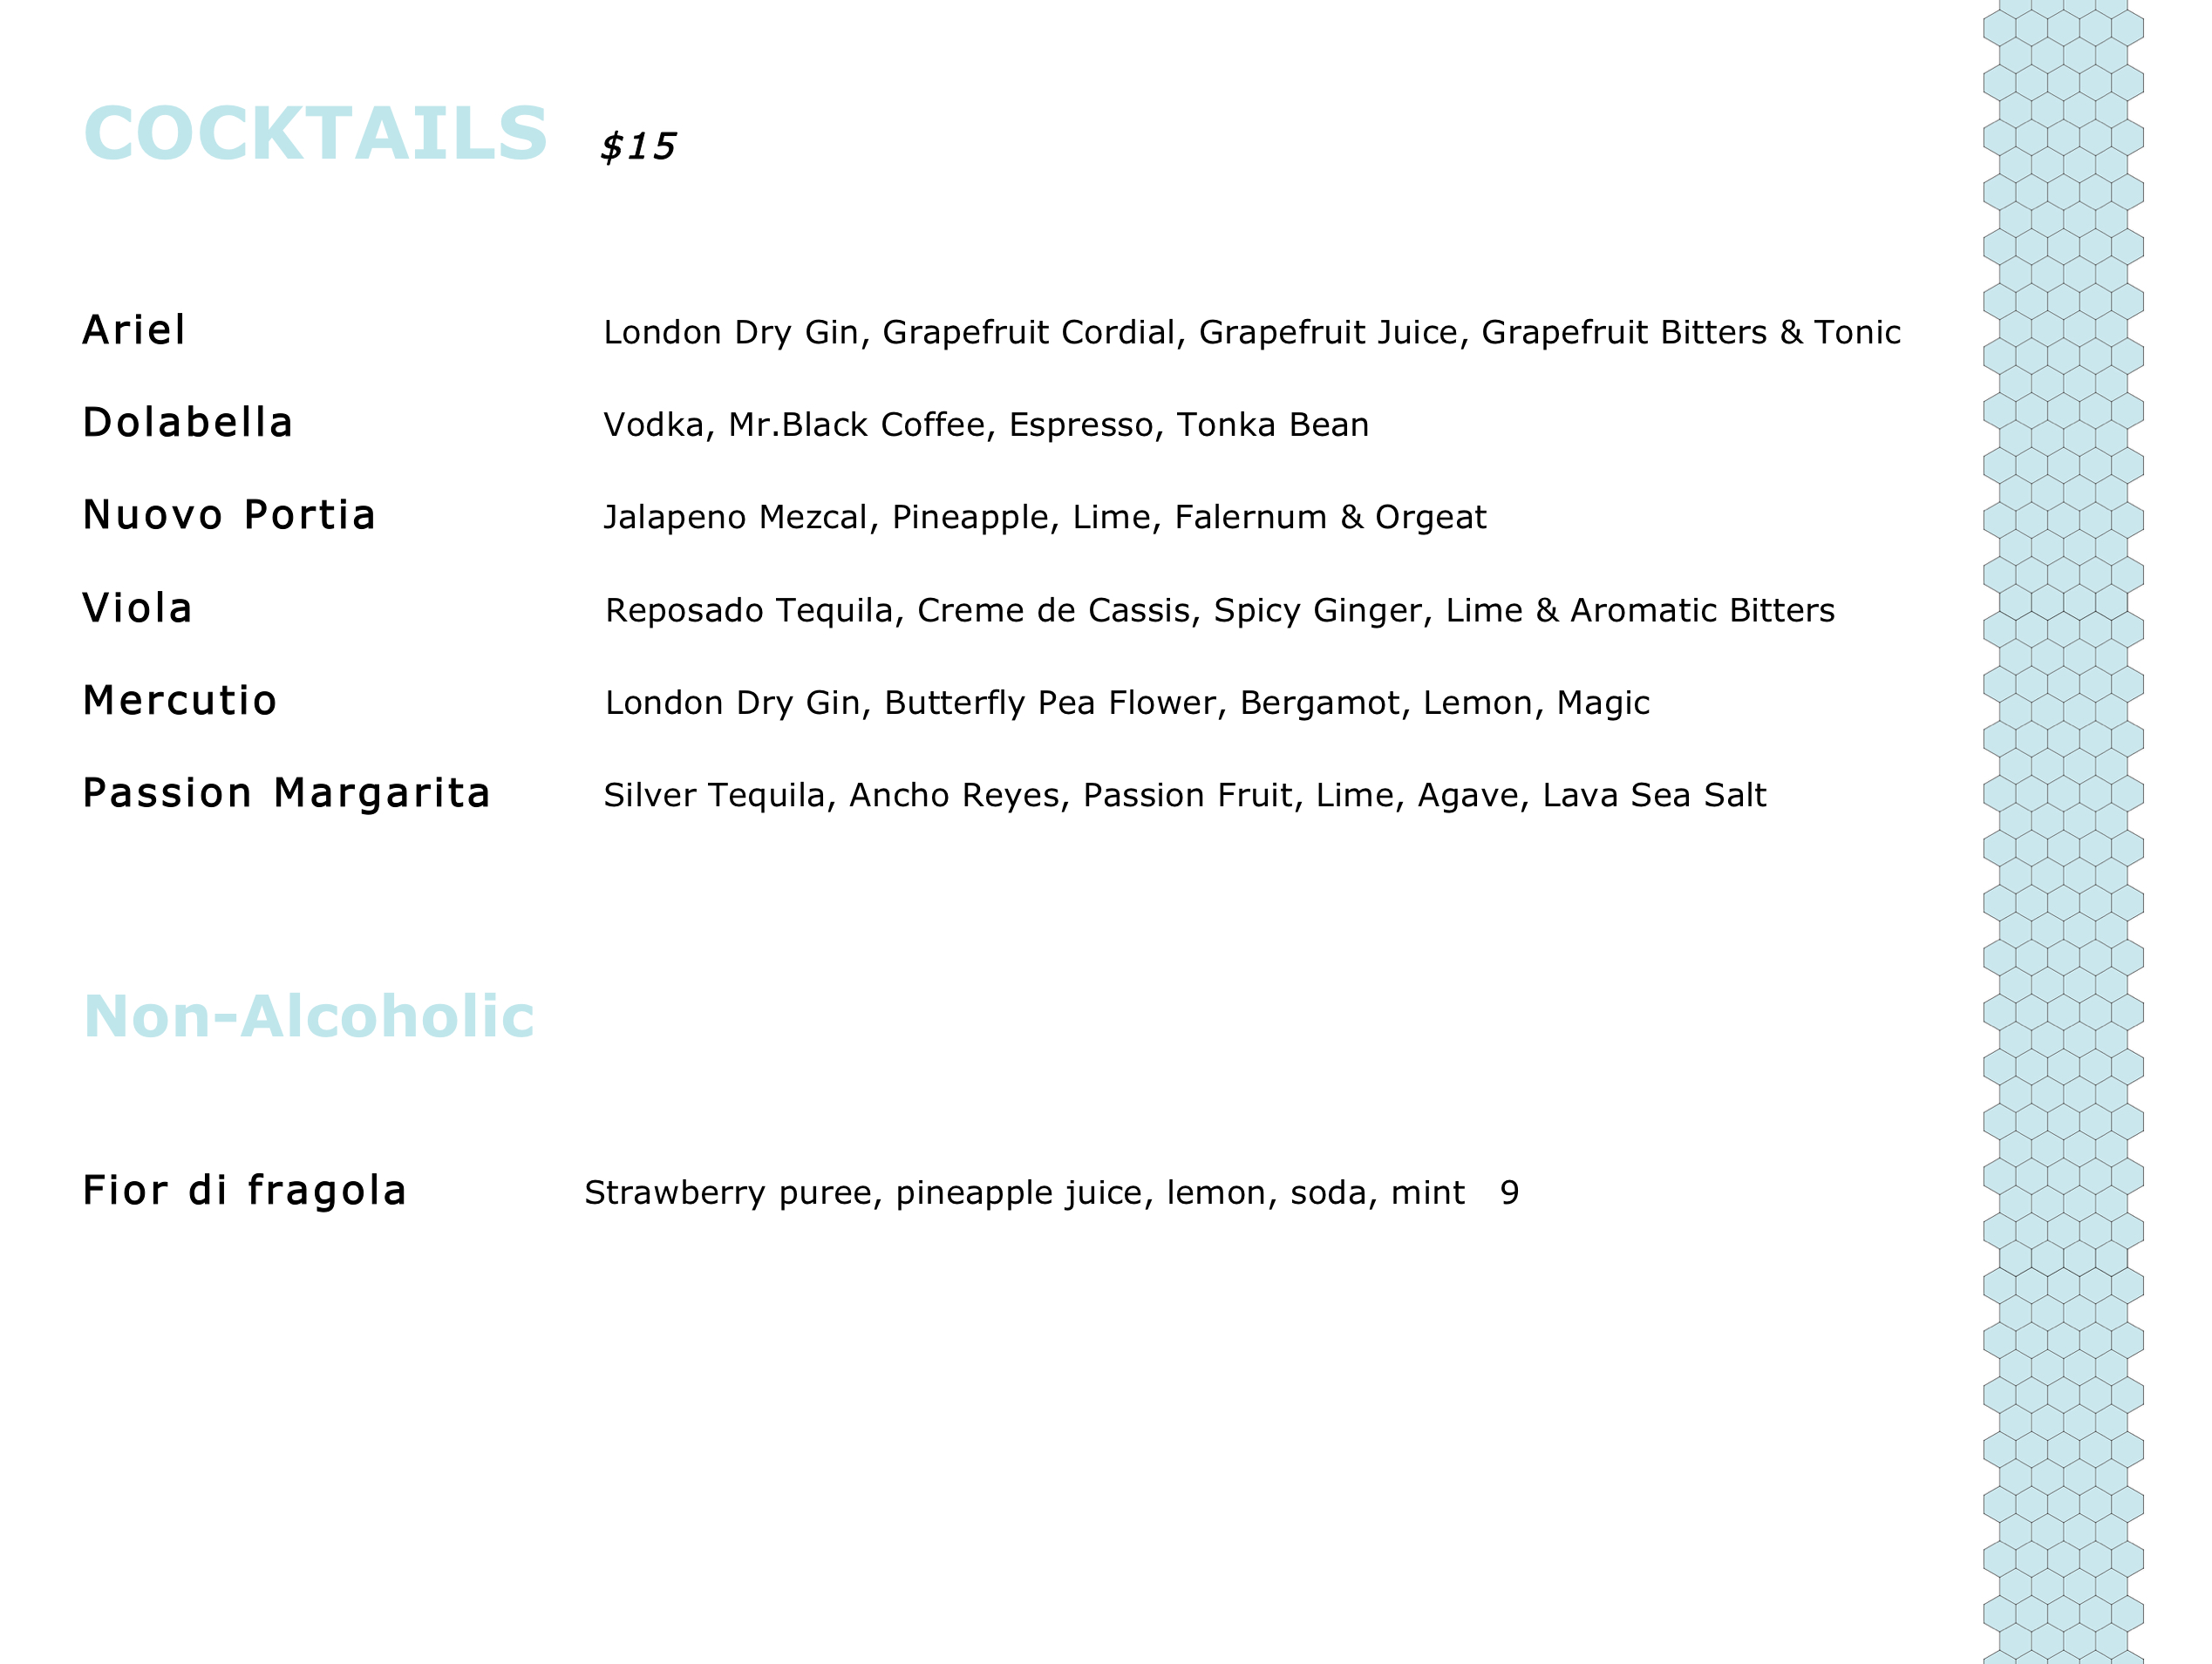 COCKTAILS $15
Ariel London Dry Gin, Grapefruit Cordial, Grapefruit Juice, Grapefruit Bitters & Tonic
Dolabella Vodka, Mr.Black Coffee, Espresso, Tonka Bean
Nuovo Portia Jalapeno Mezcal, Pineapple, Lime, Falernum & Orgeat
Viola Reposado Tequila, Creme de Cassis, Spicy Ginger, Lime & Aromatic Bitters
Mercutio London Dry Gin, Butterfly Pea Flower, Bergamot, Lemon, Magic
Passion Margarita Silver Tequila, Ancho Reyes, Passion Fruit, Lime, Agave, Lava Sea Salt
Non-Alcoholic
Fior di fragola Strawberry puree, pineapple juice, lemon, soda, mint 9